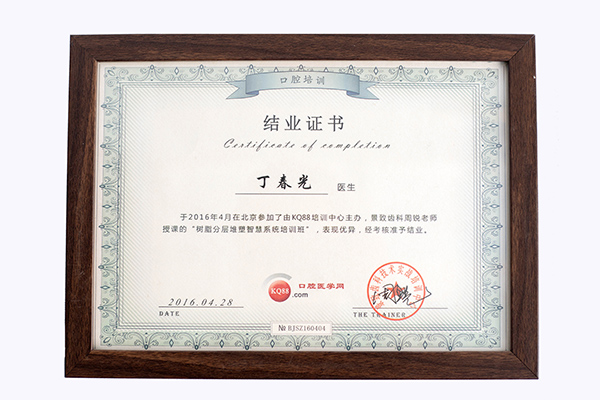 口腔培训
结业证书
Certificate of completion
丁春光 医生
于2016年4月在北京参加了由KQ88培训中心主办,景致齿科周锐老师
授课的“树脂分层堆塑智慧系统培训班”,表现优异,经考核准予结业。
KQ88 口腔医学网
.com
2016.04.28
DATE
THE TRAINER
№ BJSZ160404